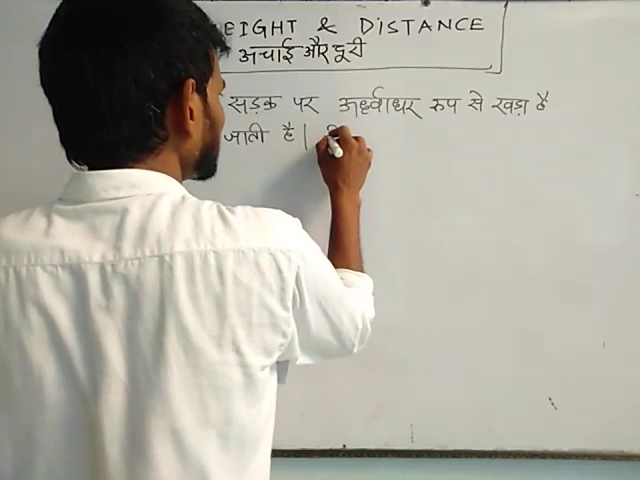 EIGHT & DISTANCE
अचाई और दूरी
सड़क पर ऊर्ध्वाधर रुप से खड़ा है
जाती है |